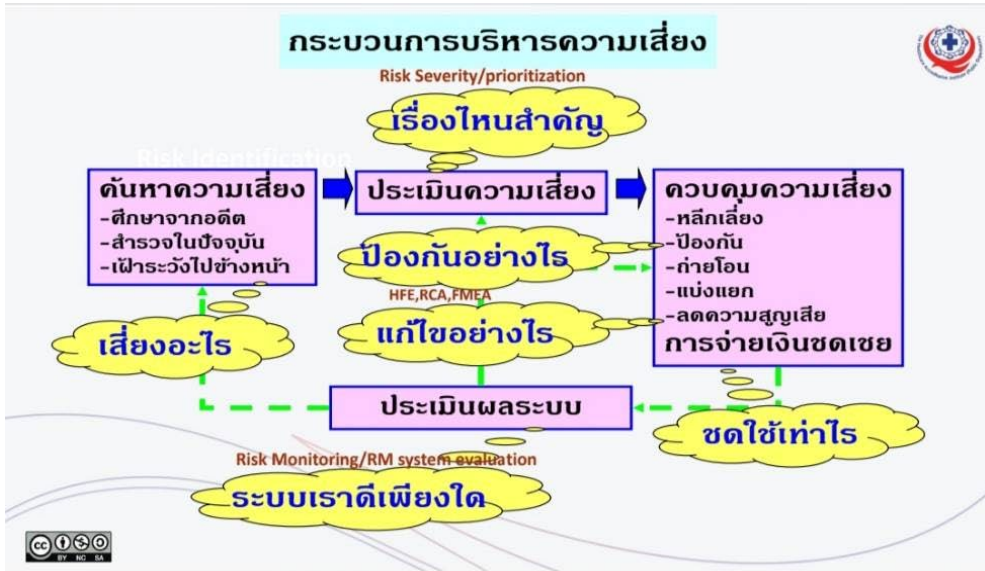 กระบวนการบริหารความเสี่ยง
Risk Severity/prioritization
เรื่องไหนสำคัญ
Risk Identification
ค้นหาความเสี่ยง
-ศึกษาจากอดีต
-สำรวจในปัจจุบัน
-เฝ้าระวังไปข้างหน้า
ประเมินความเสี่ยง
ควบคุมความเสี่ยง
-หลีกเลี่ยง
-ป้องกัน
-ถ่ายโอน
-แบ่งแยก
-ลดความสูญเสีย
การจ่ายเงินชดเชย
ป้องกันอย่างไร
HFE,RCA,FMEA
แก้ไขอย่างไร
เสี่ยงอะไร
ประเมินผลระบบ
ชดใช้เท่าไร
Risk Monitoring/RM system evaluation
ระบบเราดีเพียงใด
cc
BY NC SA